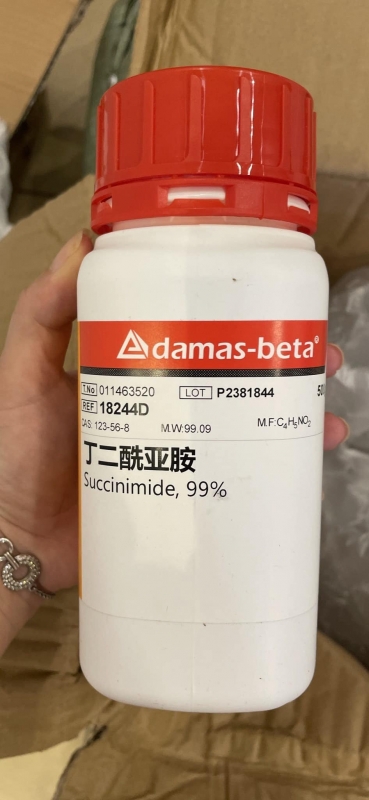 damas-beta®
T.No 011463520 LOT P2381844
REF 18244D
CAS: 123-56-8 M.W:99.09 M.F:C₄H₅NO₂
丁二酰亚胺
Succinimide, 99%